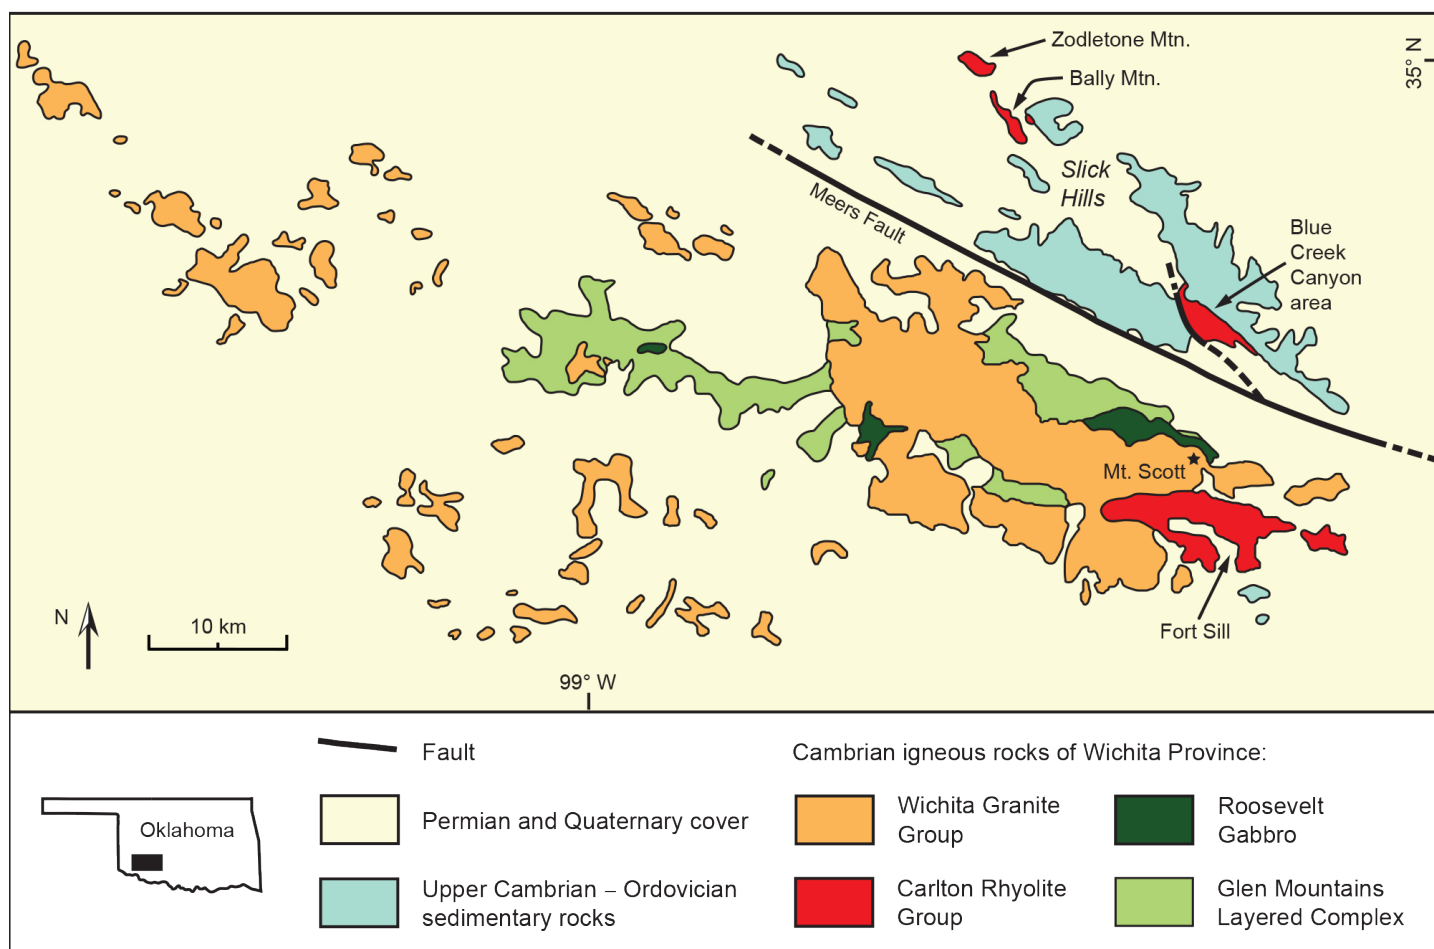 Zodletone Mtn.
Bally Mtn.
35° N
Slick
Hills
Meers Fault
Blue
Creek
Canyon
area
Mt. Scott
Fort Sill
N
10 km
99° W
Fault
Permian and Quaternary cover
Upper Cambrian – Ordovician
sedimentary rocks
Oklahoma
Cambrian igneous rocks of Wichita Province:
Wichita Granite
Group
Carlton Rhyolite
Group
Roosevelt
Gabbro
Glen Mountains
Layered Complex